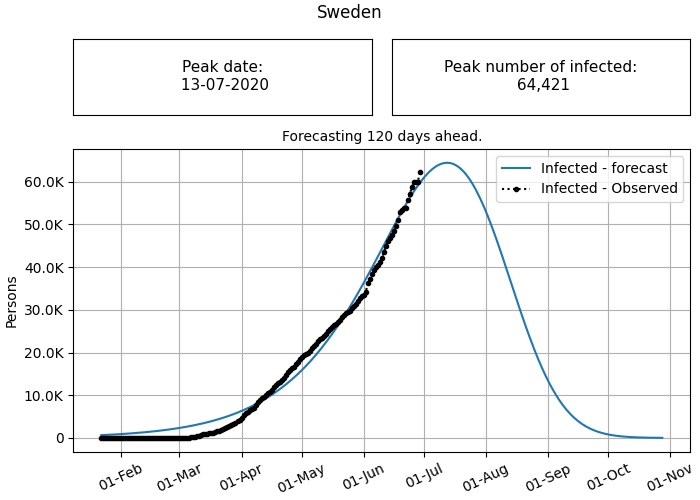 Sweden
Peak date:
13-07-2020
Peak number of infected:
64,421
Forecasting 120 days ahead.
Infected - forecast
Infected - Observed
60.0K
50.0K
40.0K
30.0K
20.0K
10.0K
0
Persons
01-Feb
01-Mar
01-Apr
01-May
01-Jun
01-Jul
01-Aug
01-Sep
01-Oct
01-Nov